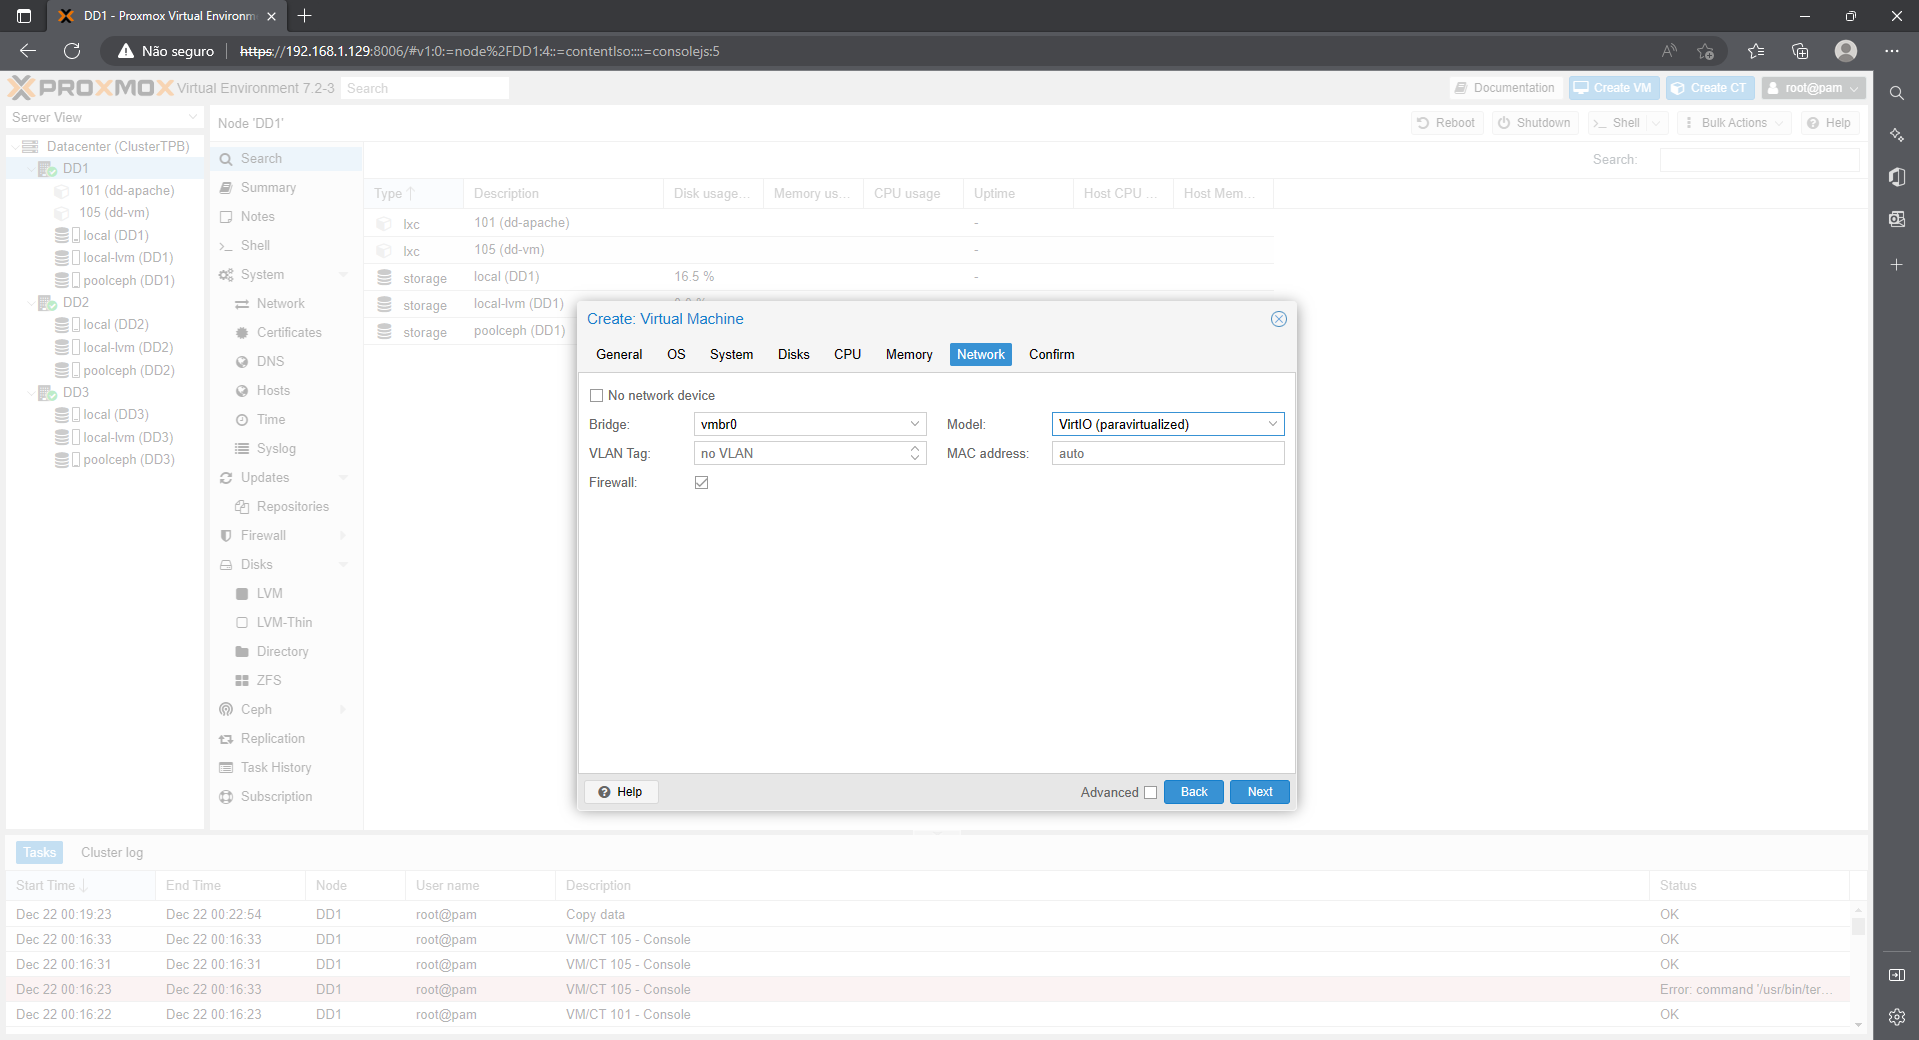 DD1 - Proxmox Virtual Environm
Não seguro https://192.168.1.129:8006/#v1:0:=node%2FDD1:4::=contentIso::::=consolejs:5
PROXMOX Virtual Environment 7.2-3 Search Documentation Create VM Create CT root@pam
Server View
Node 'DD1' Reboot Shutdown Shell Bulk Actions Help
Datacenter (ClusterTPB)
DD1
101 (dd-apache)
105 (dd-vm)
local (DD1)
local-lvm (DD1)
poolceph (DD1)
DD2
local (DD2)
local-lvm (DD2)
poolceph (DD2)
DD3
local (DD3)
local-lvm (DD3)
poolceph (DD3)
Search
Summary
Notes
Shell
System
Network
Certificates
DNS
Hosts
Time
Syslog
Updates
Repositories
Firewall
Disks
LVM
LVM-Thin
Directory
ZFS
Ceph
Replication
Task History
Subscription
Search:
Type Description Disk usage... Memory us... CPU usage Uptime Host CPU ... Host Mem...
lxc 101 (dd-apache) -
lxc 105 (dd-vm) -
storage local (DD1) 16.5 % -
storage local-lvm (DD1)
storage poolceph (DD1)
Create: Virtual Machine
General OS System Disks CPU Memory Network Confirm
No network device
Bridge: vmbr0 Model: VirtIO (paravirtualized)
VLAN Tag: no VLAN MAC address: auto
Firewall:
Help Advanced Back Next
Tasks Cluster log
Start Time End Time Node User name Description Status
Dec 22 00:19:23 Dec 22 00:22:54 DD1 root@pam Copy data OK
Dec 22 00:16:33 Dec 22 00:16:33 DD1 root@pam VM/CT 105 - Console OK
Dec 22 00:16:31 Dec 22 00:16:31 DD1 root@pam VM/CT 105 - Console OK
Dec 22 00:16:23 Dec 22 00:16:33 DD1 root@pam VM/CT 105 - Console Error: command '/usr/bin/ter...
Dec 22 00:16:22 Dec 22 00:16:23 DD1 root@pam VM/CT 101 - Console OK